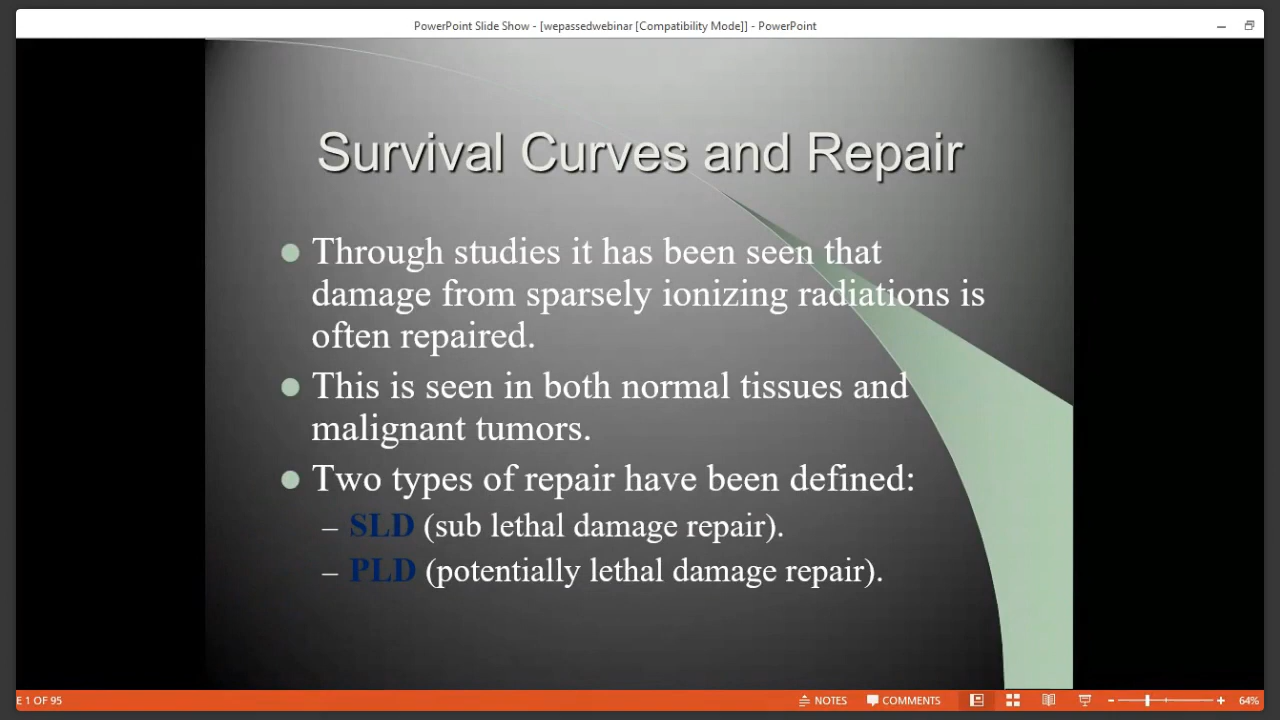 PowerPoint Slide Show - [wepassedwebinar [Compatibility Mode]] - PowerPoint
Survival Curves and Repair
Through studies it has been seen that
damage from sparsely ionizing radiations is
often repaired.
This is seen in both normal tissues and
malignant tumors.
Two types of repair have been defined:
– SLD (sub lethal damage repair).
– PLD (potentially lethal damage repair).
E 1 OF 95 NOTES COMMENTS 64%